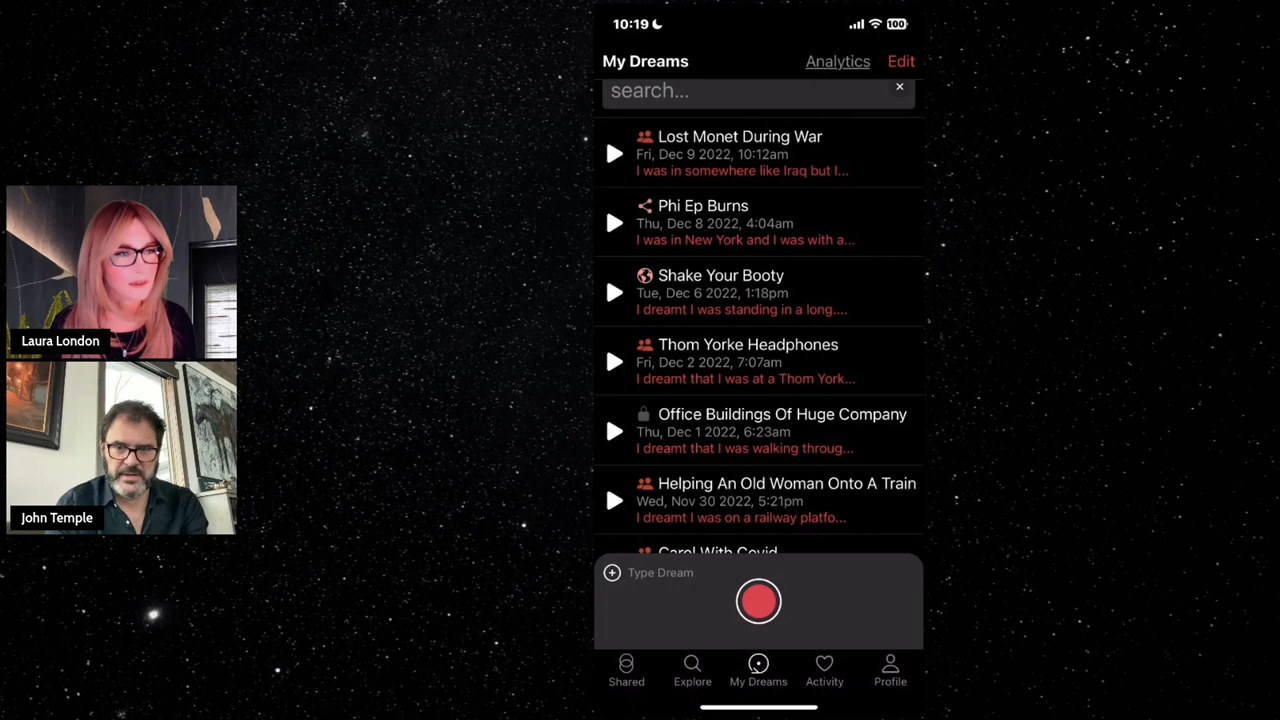 Laura London
John Temple
10:19
100
My Dreams
Analytics
Edit
search...
Lost Monet During War
Fri, Dec 9 2022, 10:12am
I was in somewhere like Iraq but I...
Phi Ep Burns
Thu, Dec 8 2022, 4:04am
I was in New York and I was with a...
Shake Your Booty
Tue, Dec 6 2022, 1:18pm
I dreamt I was standing in a long....
Thom Yorke Headphones
Fri, Dec 2 2022, 7:07am
I dreamt that I was at a Thom York...
Office Buildings Of Huge Company
Thu, Dec 1 2022, 6:23am
I dreamt that I was walking throug...
Helping An Old Woman Onto A Train
Wed, Nov 30 2022, 5:21pm
I dreamt I was on a railway platfo...
Carol With Covid
Type Dream
Shared
Explore
My Dreams
Activity
Profile